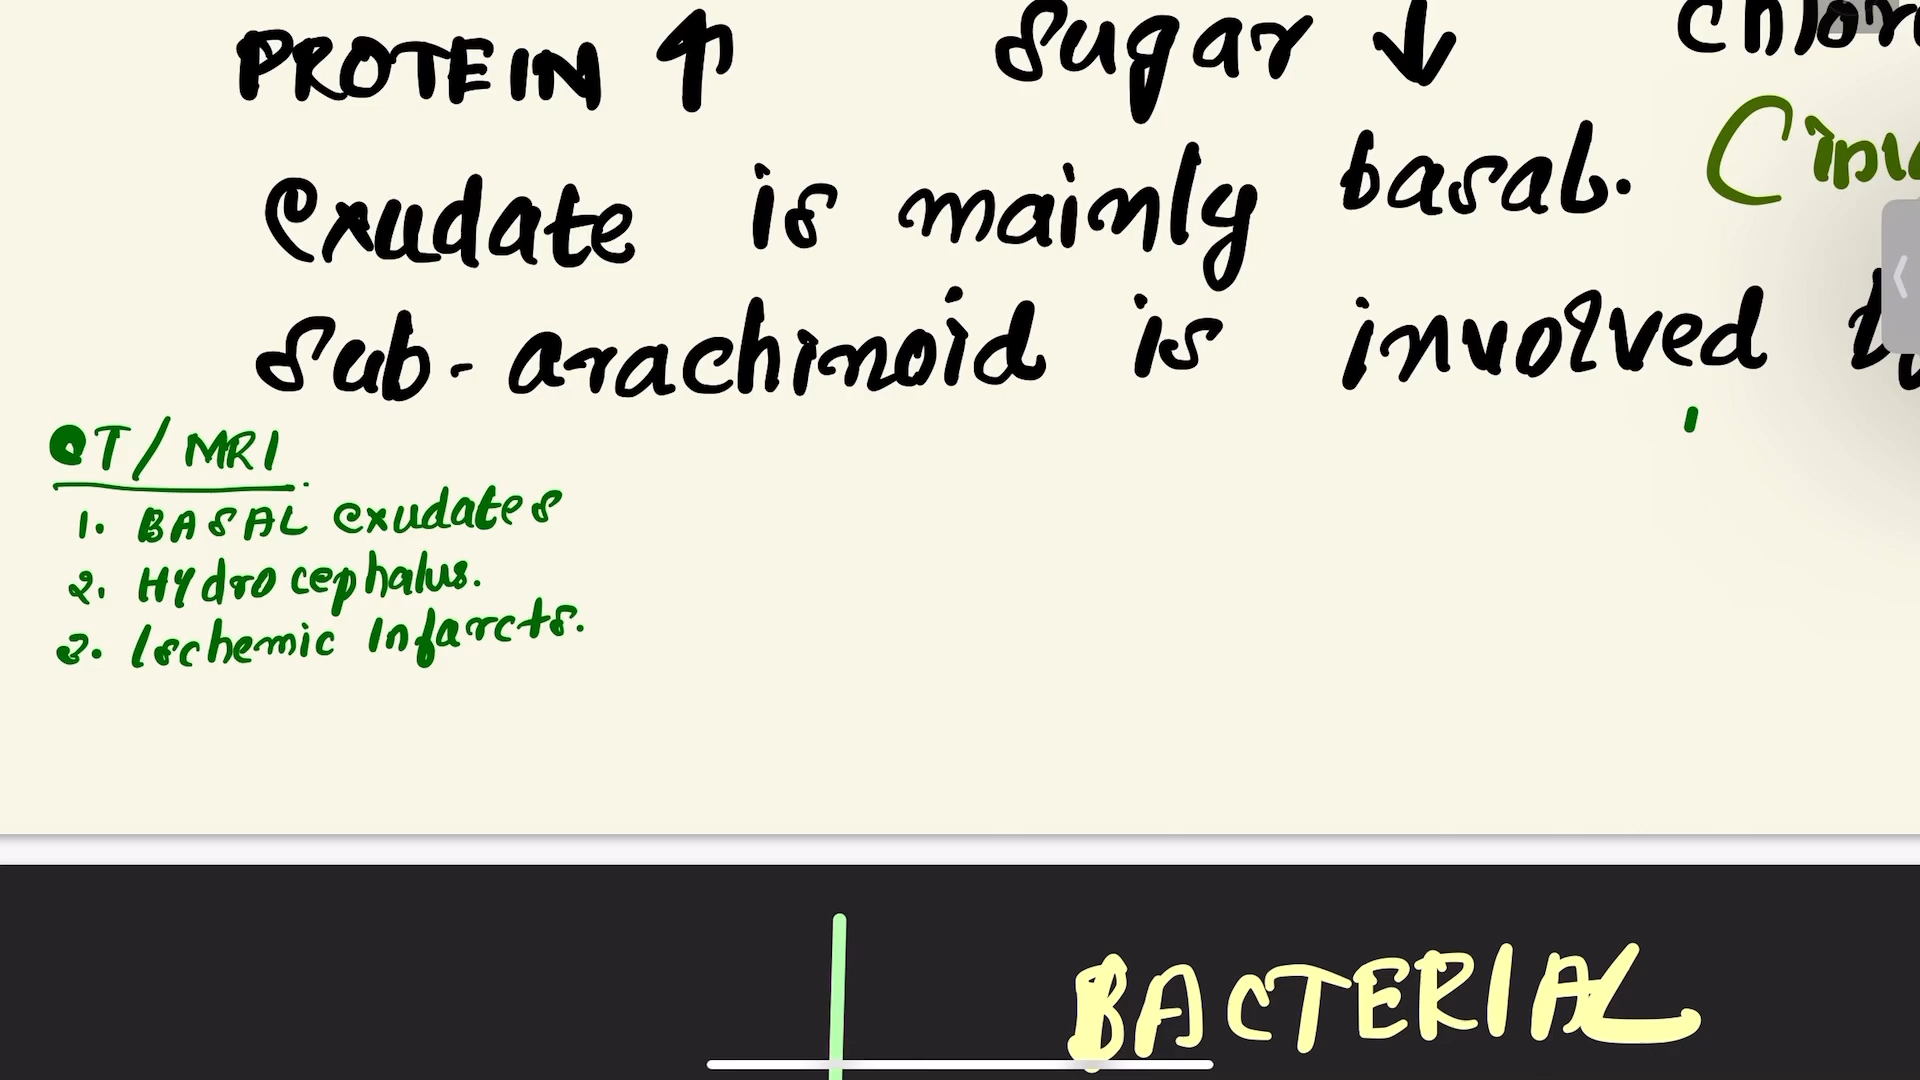 PROTEIN ↑ Sugar ↓
exudate is mainly basal.
Sub-arachinoid is involved
CT/MRI
1. BASAL exudates
2. Hydrocephalus.
3. Ischemic Infarcts.
BACTERIAL